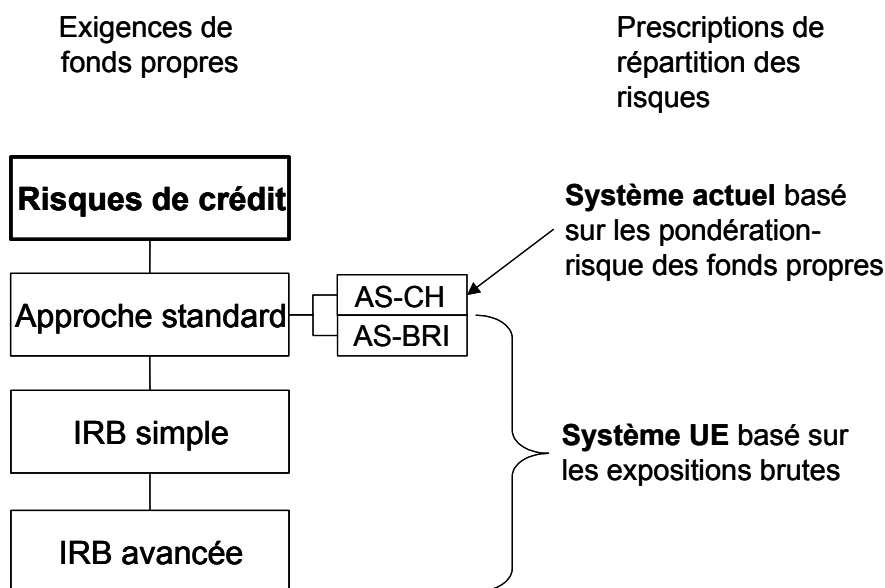 Exigences de
fonds propres
Prescriptions de
répartition des
risques
Risques de crédit
Système actuel basé
sur les pondération-
risque des fonds propres
Approche standard
AS-CH
AS-BRI
IRB simple
Système UE basé sur
les expositions brutes
IRB avancée